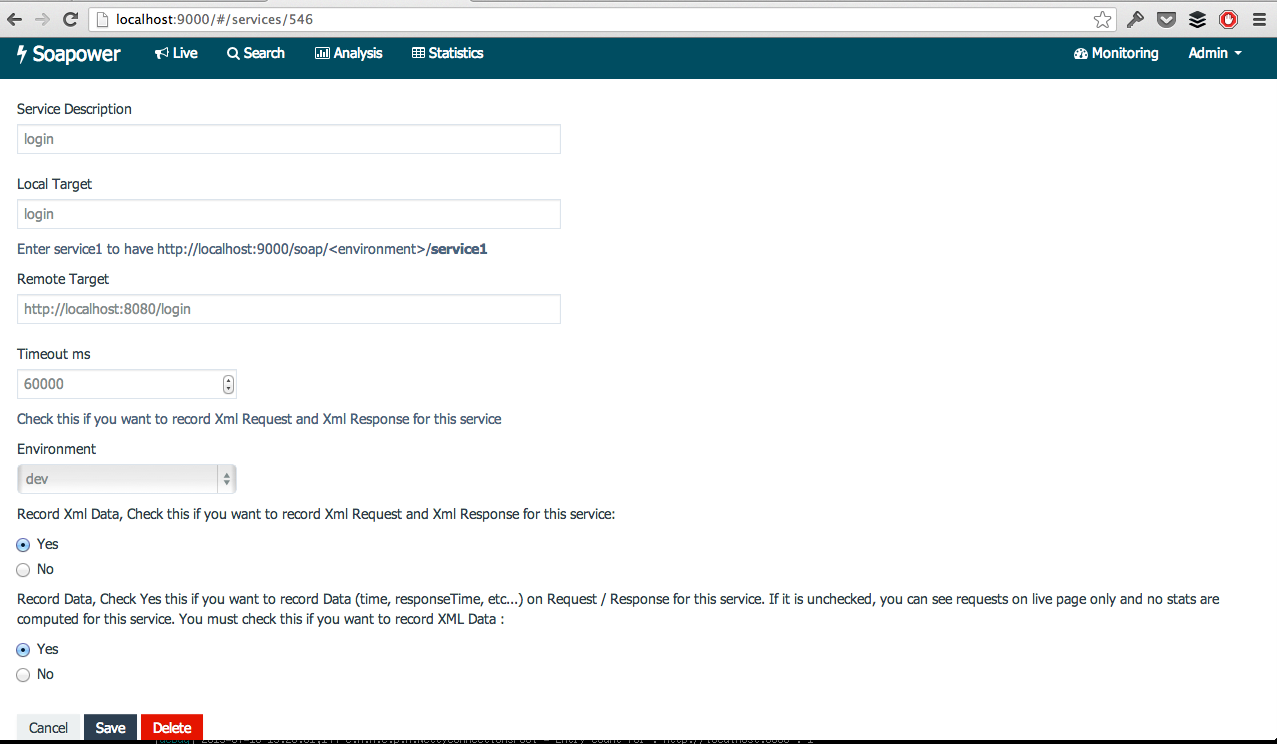 localhost:9000/#/services/546
Soapower Live Search Analysis Statistics Monitoring Admin
Service Description
login
Local Target
login
Enter service1 to have http://localhost:9000/soap/<environment>/service1
Remote Target
http://localhost:8080/login
Timeout ms
60000
Check this if you want to record Xml Request and Xml Response for this service
Environment
dev
Record Xml Data, Check this if you want to record Xml Request and Xml Response for this service:
Yes
No
Record Data, Check Yes this if you want to record Data (time, responseTime, etc...) on Request / Response for this service. If it is unchecked, you can see requests on live page only and no stats are
computed for this service. You must check this if you want to record XML Data :
Yes
No
Cancel Save Delete